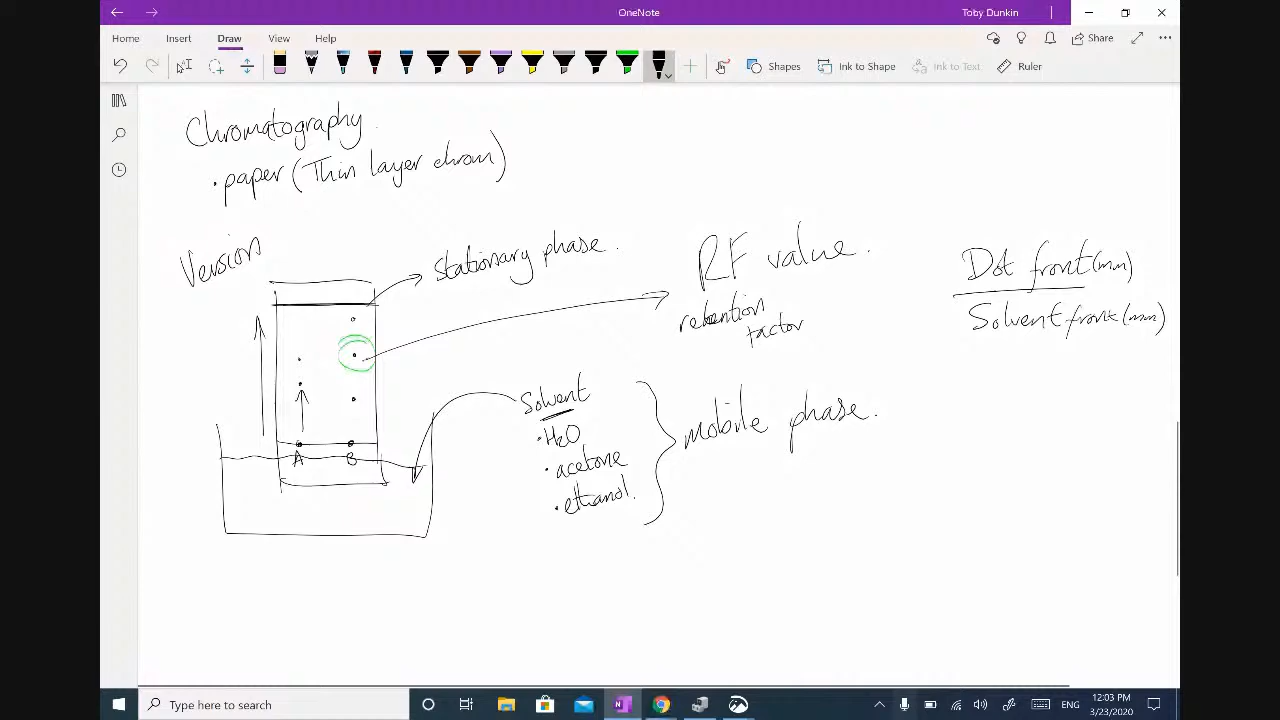 OneNote
Toby Dunkin
Home Insert Draw View Help
Share
Shapes Ink to Shape Ink to Text Ruler
Chromatography
• paper (Thin layer chrom)
Version
Stationary phase.
RF value.
retention
factor
Dot front (mm)
Solvent front (mm)
Solvent
• H2O
• acetone
• ethanol.
mobile phase.
A B
Type here to search
ENG
12:03 PM
3/23/2020